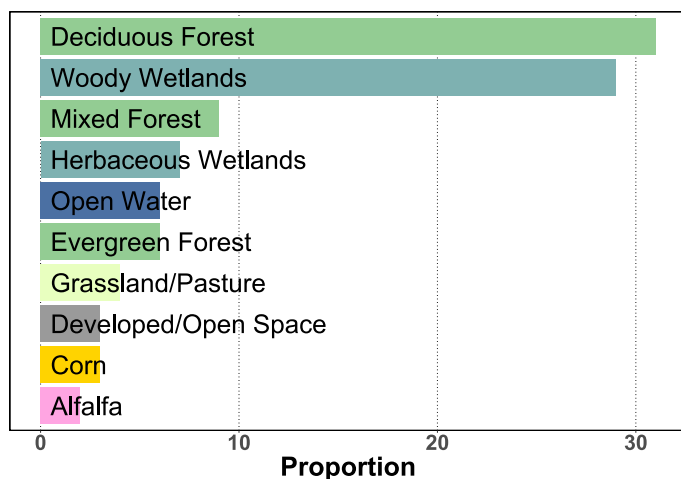 Deciduous Forest
Woody Wetlands
Mixed Forest
Herbaceous Wetlands
Open Water
Evergreen Forest
Grassland/Pasture
Developed/Open Space
Corn
Alfalfa
0 10 20 30
Proportion